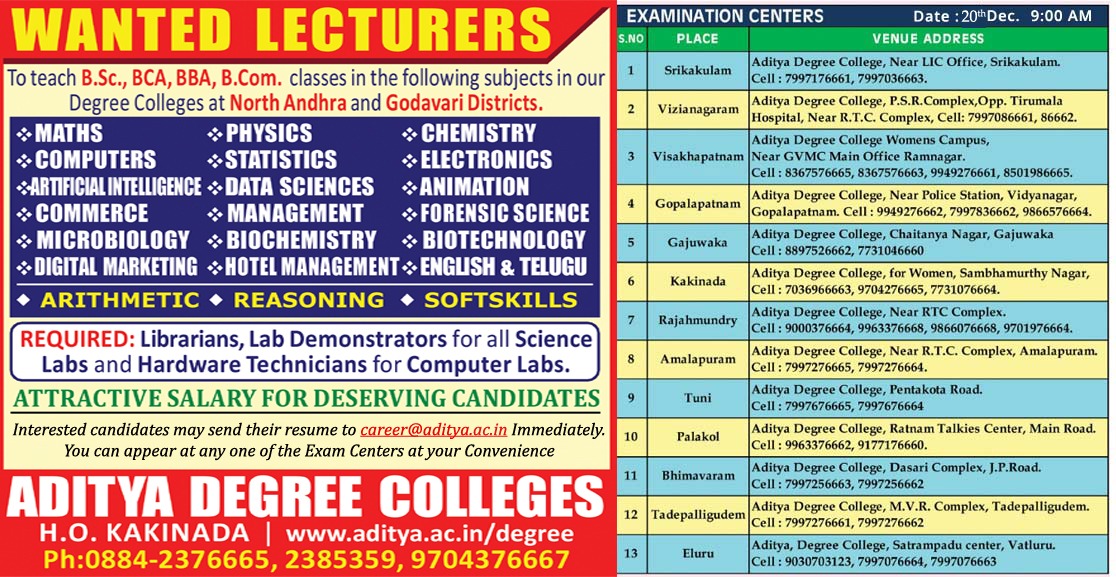 WANTED LECTURERS
To teach B.Sc., BCA, BBA, B.Com. classes in the following subjects in our
Degree Colleges at North Andhra and Godavari Districts.
❖ MATHS ❖ PHYSICS ❖ CHEMISTRY
❖ COMPUTERS ❖ STATISTICS ❖ ELECTRONICS
❖ ARTIFICIAL INTELLIGENCE ❖ DATA SCIENCES ❖ ANIMATION
❖ COMMERCE ❖ MANAGEMENT ❖ FORENSIC SCIENCE
❖ MICROBIOLOGY ❖ BIOCHEMISTRY ❖ BIOTECHNOLOGY
❖ DIGITAL MARKETING ❖ HOTEL MANAGEMENT ❖ ENGLISH & TELUGU
◆ ARITHMETIC ◆ REASONING ◆ SOFTSKILLS
REQUIRED: Librarians, Lab Demonstrators for all Science
Labs and Hardware Technicians for Computer Labs.
ATTRACTIVE SALARY FOR DESERVING CANDIDATES
Interested candidates may send their resume to career@aditya.ac.in Immediately.
You can appear at any one of the Exam Centers at your Convenience
ADITYA DEGREE COLLEGES
H.O. KAKINADA | www.aditya.ac.in/degree
Ph:0884-2376665, 2385359, 9704376667
EXAMINATION CENTERS Date : 20th Dec. 9:00 AM
S.NO PLACE VENUE ADDRESS
1 Srikakulam Aditya Degree College, Near LIC Office, Srikakulam.
Cell : 7997176661, 7997036663.
2 Vizianagaram Aditya Degree College, P.S.R.Complex,Opp. Tirumala
Hospital, Near R.T.C. Complex, Cell: 7997086661, 86662.
3 Visakhapatnam Aditya Degree College Womens Campus,
Near GVMC Main Office Ramnagar.
Cell : 8367576665, 8367576663, 9949276661, 8501986665.
4 Gopalapatnam Aditya Degree College, Near Police Station, Vidyanagar,
Gopalapatnam. Cell : 9949276662, 7997836662, 9866576664.
5 Gajuwaka Aditya Degree College, Chaitanya Nagar, Gajuwaka
Cell : 8897526662, 7731046660
6 Kakinada Aditya Degree College, for Women, Sambhamurthy Nagar,
Cell : 7036966663, 9704276665, 7731076664.
7 Rajahmundry Aditya Degree College, Near RTC Complex.
Cell : 9000376664, 9963376668, 9866076668, 9701976664.
8 Amalapuram Aditya Degree College, Near R.T.C. Complex, Amalapuram.
Cell : 7997276665, 7997276664.
9 Tuni Aditya Degree College, Pentakota Road.
Cell : 7997676665, 7997676664
10 Palakol Aditya Degree College, Ratnam Talkies Center, Main Road.
Cell : 9963376662, 9177176660.
11 Bhimavaram Aditya Degree College, Dasari Complex, J.P.Road.
Cell : 7997256663, 7997256662
12 Tadepalligudem Aditya Degree College, M.V.R. Complex, Tadepalligudem.
Cell : 7997276661, 7997276662
13 Eluru Aditya, Degree College, Satrampadu center, Vatluru.
Cell : 9030703123, 7997076664, 7997076663